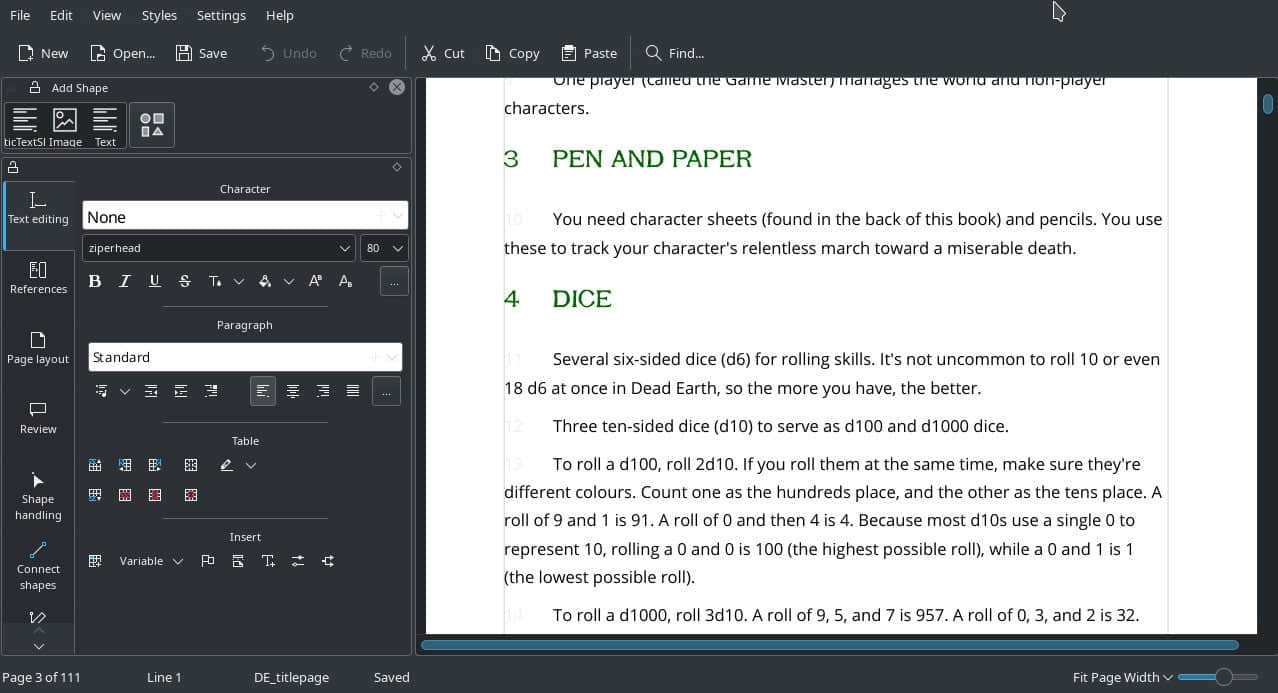 File Edit View Styles Settings Help
New Open... Save Undo Redo Cut Copy Paste Find...
Add Shape
ticTextSl Image Text
Character
Text editing
None
ziperhead 80
B I U S
References
...
Paragraph
Page layout
Standard
...
Review
Table
Shape
handling
Insert
Connect
shapes
Variable
One player (called the Game Master) manages the world and non-player
characters.
3 PEN AND PAPER
10 You need character sheets (found in the back of this book) and pencils. You use
these to track your character's relentless march toward a miserable death.
4 DICE
11 Several six-sided dice (d6) for rolling skills. It's not uncommon to roll 10 or even
18 d6 at once in Dead Earth, so the more you have, the better.
12 Three ten-sided dice (d10) to serve as d100 and d1000 dice.
13 To roll a d100, roll 2d10. If you roll them at the same time, make sure they're
different colours. Count one as the hundreds place, and the other as the tens place. A
roll of 9 and 1 is 91. A roll of 0 and then 4 is 4. Because most d10s use a single 0 to
represent 10, rolling a 0 and 0 is 100 (the highest possible roll), while a 0 and 1 is 1
(the lowest possible roll).
14 To roll a d1000, roll 3d10. A roll of 9, 5, and 7 is 957. A roll of 0, 3, and 2 is 32.
Page 3 of 111 Line 1 DE_titlepage Saved Fit Page Width